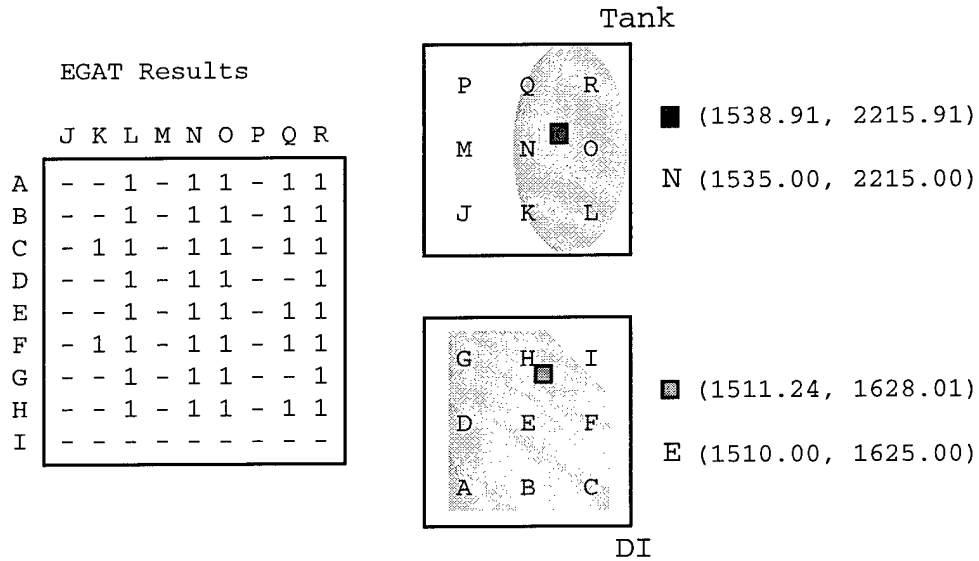 EGAT Results
J K L M N O P Q R
A - - 1 - 1 1 - 1 1
B - - 1 - 1 1 - 1 1
C - 1 1 - 1 1 - 1 1
D - - 1 - 1 1 - - 1
E - - 1 - 1 1 - 1 1
F - 1 1 - 1 1 - 1 1
G - - 1 - 1 1 - - 1
H - - 1 - 1 1 - 1 1
I - - - - - - - - -
Tank
P Q R
M N O
J K L
(1538.91, 2215.91)
N (1535.00, 2215.00)
G H I
D E F
A B C
(1511.24, 1628.01)
E (1510.00, 1625.00)
DI